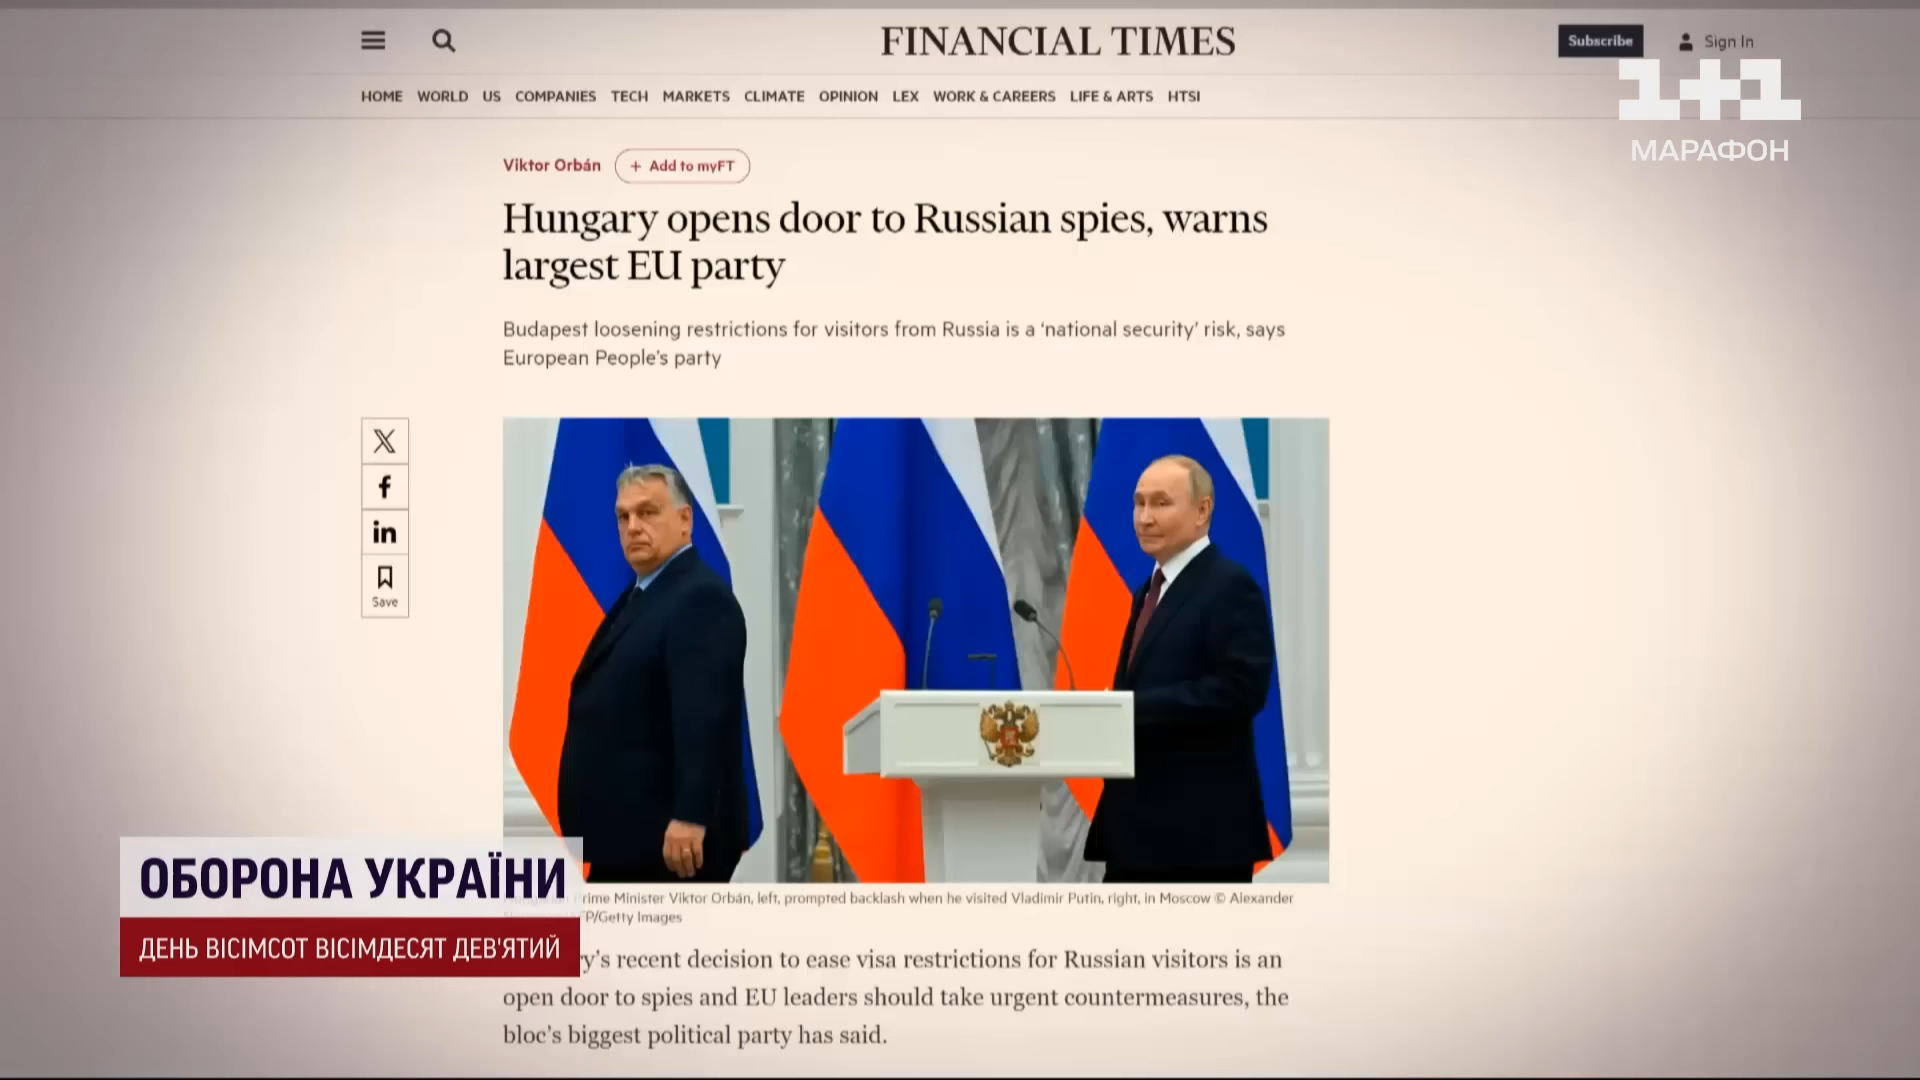 FINANCIAL TIMES
Subscribe
Sign In
1+1
МАРАФОН
HOME WORLD US COMPANIES TECH MARKETS CLIMATE OPINION LEX WORK & CAREERS LIFE & ARTS HTSI
Viktor Orbán
+ Add to myFT
Hungary opens door to Russian spies, warns
largest EU party
Budapest loosening restrictions for visitors from Russia is a ‘national security’ risk, says
European People’s party
X
f
in
Save
rime Minister Viktor Orbán, left, prompted backlash when he visited Vladimir Putin, right, in Moscow © Alexander
P/Getty Images
y’s recent decision to ease visa restrictions for Russian visitors is an
open door to spies and EU leaders should take urgent countermeasures, the
bloc’s biggest political party has said.
ОБОРОНА УКРАЇНИ
ДЕНЬ ВІСІМСОТ ВІСІМДЕСЯТ ДЕВ'ЯТИЙ